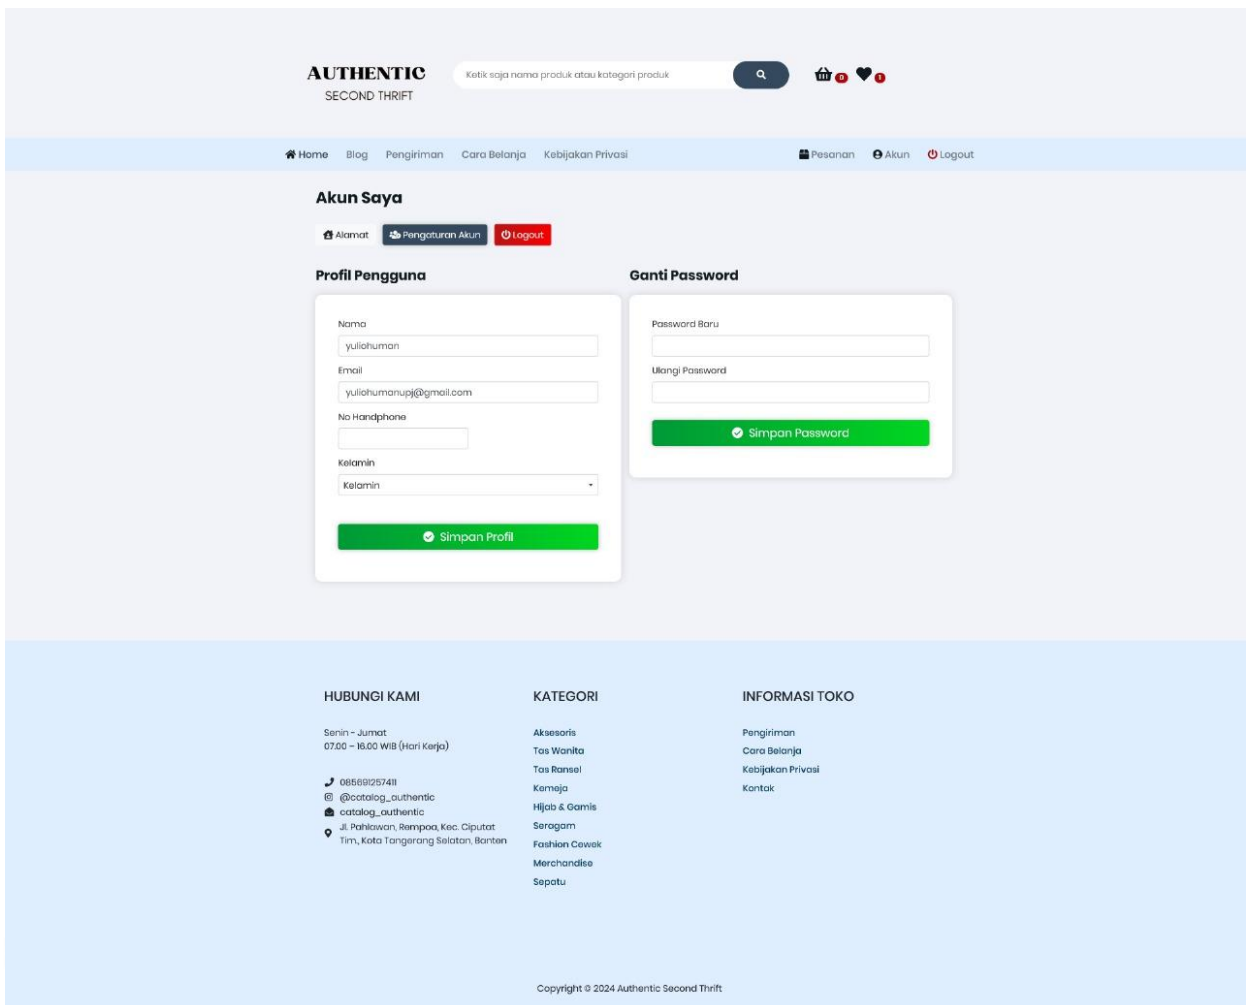 AUTHENTIC
SECOND THRIFT
Ketik saja nama produk atau kategori produk
0
1
Home Blog Pengiriman Cara Belanja Kebijakan Privasi Pesanan Akun Logout
Akun Saya
Alamat Pengaturan Akun Logout
Profil Pengguna
Nama
yuliohuman
Email
yuliohumanupj@gmail.com
No Handphone
Kelamin
Kelamin
Simpan Profil
Ganti Password
Password Baru
Ulangi Password
Simpan Password
HUBUNGI KAMI
Senin - Jumat
07.00 – 16.00 WIB (Hari Kerja)
085691257411
@catalog_authentic
catalog_authentic
Jl. Pahlawan, Rempoa, Kec. Ciputat
Tim., Kota Tangerang Selatan, Banten
KATEGORI
Aksesoris
Tas Wanita
Tas Ransel
Kemeja
Hijab & Gamis
Seragam
Fashion Cewek
Merchandise
Sepatu
INFORMASI TOKO
Pengiriman
Cara Belanja
Kebijakan Privasi
Kontak
Copyright © 2024 Authentic Second Thrift